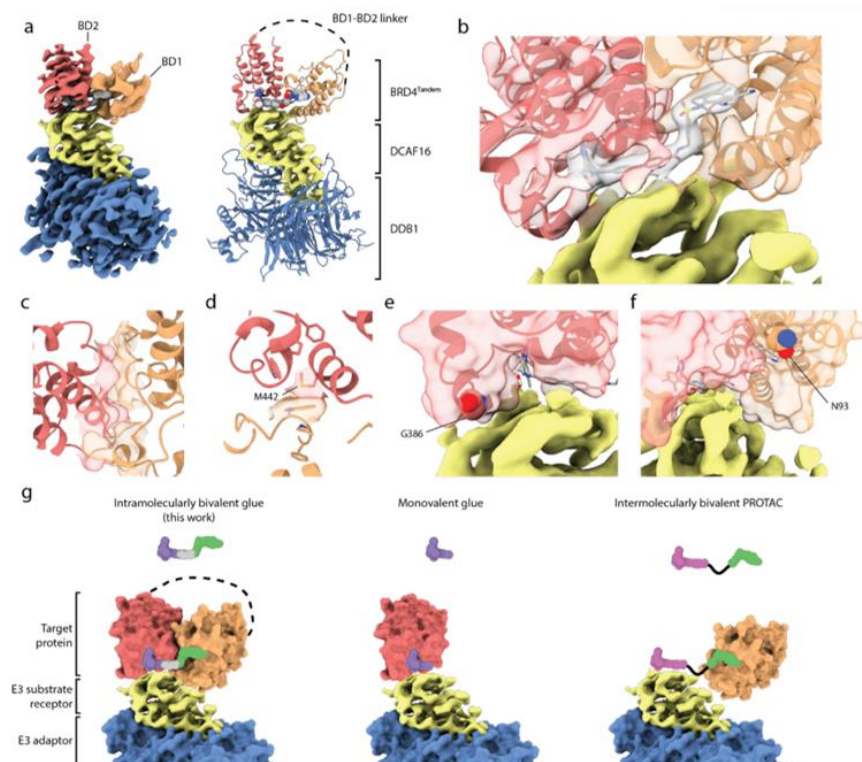 a
BD2
BD1
BD1-BD2 linker
BRD4Tandem
DCAF16
DDB1
b
c
d
M442
e
G386
f
N93
g
Intramolecularly bivalent glue
(this work)
Monovalent glue
Intermolecularly bivalent PROTAC
Target
protein
E3 substrate
receptor
E3 adaptor